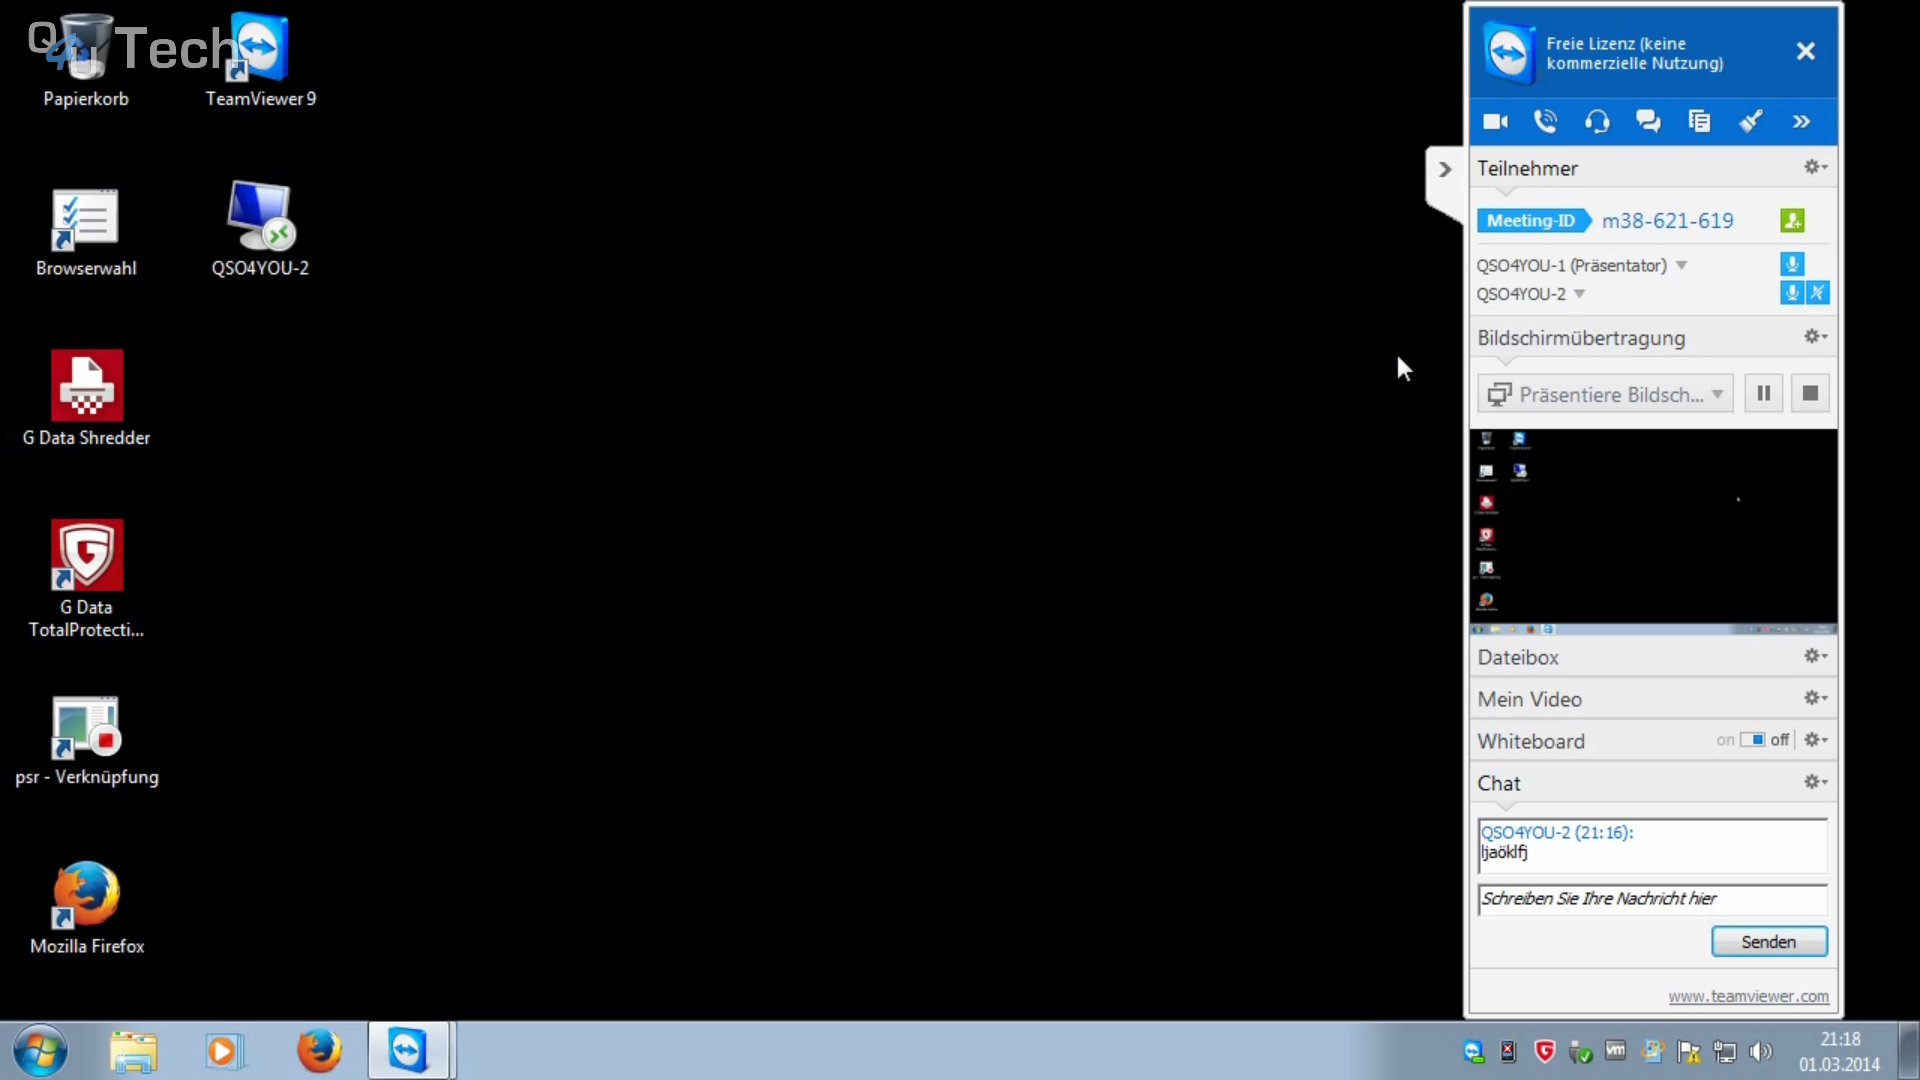 Q4U Tech
Papierkorb
TeamViewer 9
Browserwahl
QSO4YOU-2
G Data Shredder
G Data
TotalProtecti...
psr - Verknüpfung
Mozilla Firefox
Freie Lizenz (keine
kommerzielle Nutzung)
Teilnehmer
Meeting-ID m38-621-619
QSO4YOU-1 (Präsentator)
QSO4YOU-2
Bildschirmübertragung
Präsentiere Bildsch...
Dateibox
Mein Video
Whiteboard on off
Chat
QSO4YOU-2 (21:16):
ljaöklfj
Schreiben Sie Ihre Nachricht hier
Senden
www.teamviewer.com
vm
21:18
01.03.2014